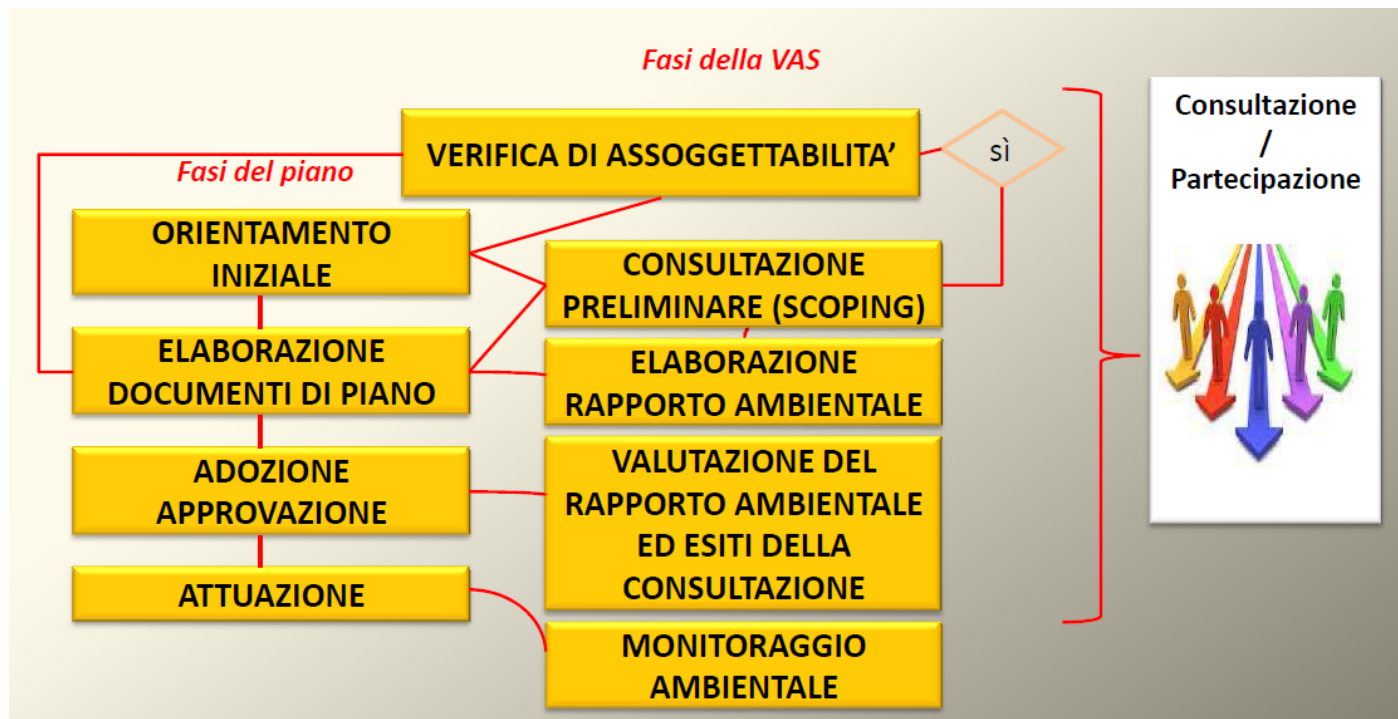 Fasi della VAS
VERIFICA DI ASSOGGETTABILITA’
sì
Fasi del piano
ORIENTAMENTO
INIZIALE
ELABORAZIONE
DOCUMENTI DI PIANO
ADOZIONE
APPROVAZIONE
ATTUAZIONE
CONSULTAZIONE
PRELIMINARE (SCOPING)
ELABORAZIONE
RAPPORTO AMBIENTALE
VALUTAZIONE DEL
RAPPORTO AMBIENTALE
ED ESITI DELLA
CONSULTAZIONE
MONITORAGGIO
AMBIENTALE
Consultazione
/
Partecipazione